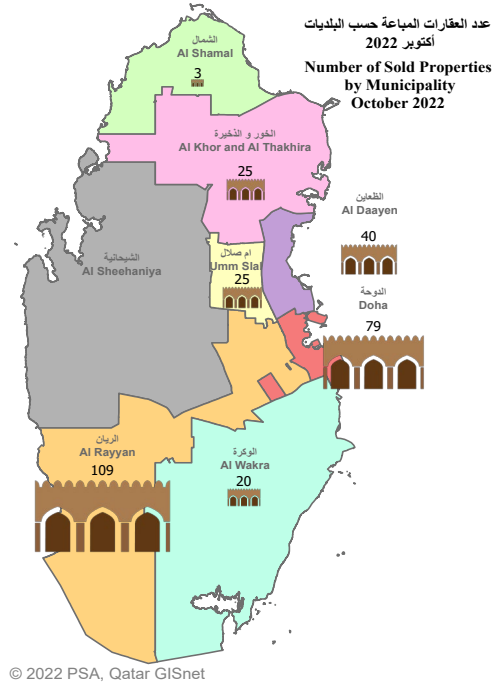 عدد العقارات المباعة حسب البلديات
أكتوبر 2022
Number of Sold Properties
by Municipality
October 2022
الشمال
Al Shamal
3
الخور و الذخيرة
Al Khor and Al Thakhira
25
الظعاين
Al Daayen
40
ام صلال
Umm Slal
25
الشيحانية
Al Sheehaniya
الدوحة
Doha
79
الريان
Al Rayyan
109
الوكرة
Al Wakra
20
© 2022 PSA, Qatar GISnet